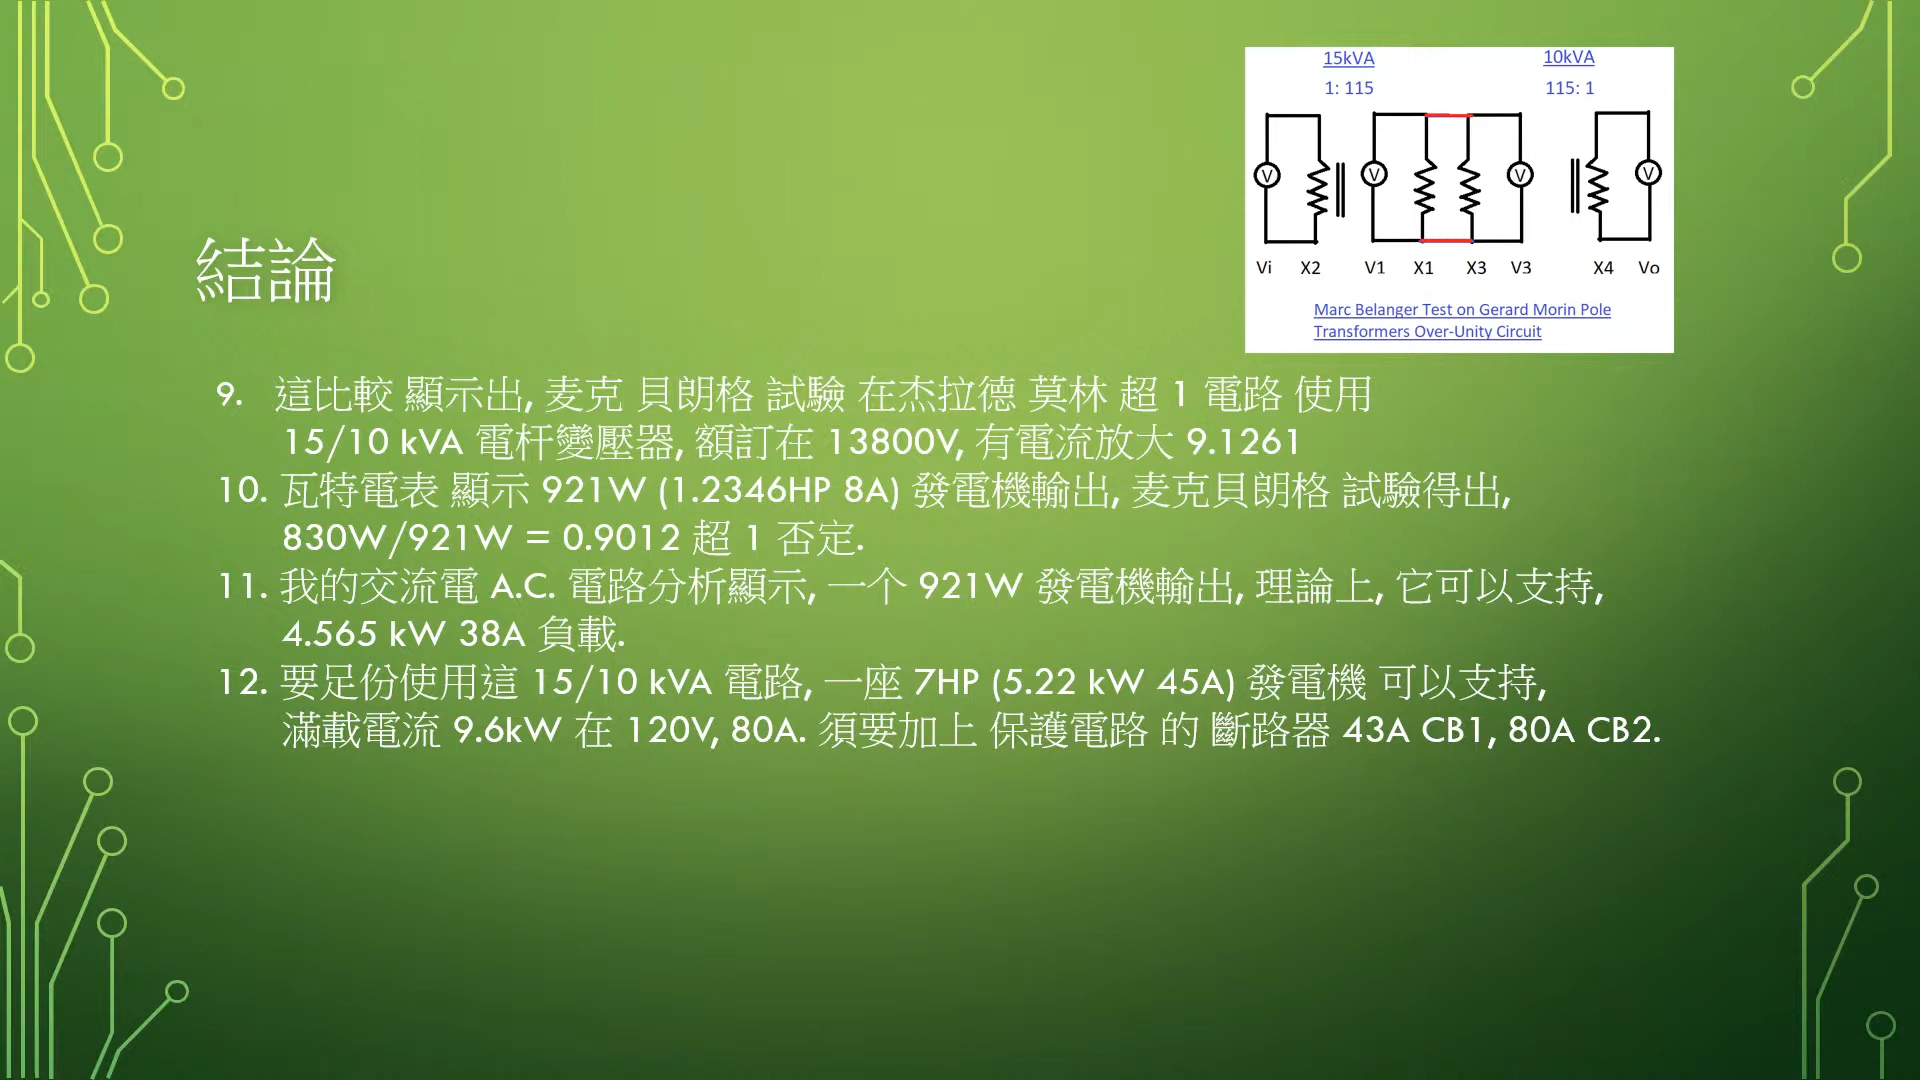 15kVA 10kVA
1: 115 115: 1
V V V V
Vi X2 V1 X1 X3 V3 X4 Vo
Marc Belanger Test on Gerard Morin Pole
Transformers Over-Unity Circuit
結論
9. 這比較 顯示出, 麦克 貝朗格 試驗 在杰拉德 莫林 超 1 電路 使用
15/10 kVA 電杆變壓器, 額訂在 13800V, 有電流放大 9.1261
10. 瓦特電表 顯示 921W (1.2346HP 8A) 發電機輸出, 麦克貝朗格 試驗得出,
830W/921W = 0.9012 超 1 否定.
11. 我的交流電 A.C. 電路分析顯示, 一个 921W 發電機輸出, 理論上, 它可以支持,
4.565 kW 38A 負載.
12. 要足份使用這 15/10 kVA 電路, 一座 7HP (5.22 kW 45A) 發電機 可以支持,
滿載電流 9.6kW 在 120V, 80A. 須要加上 保護電路 的 斷路器 43A CB1, 80A CB2.